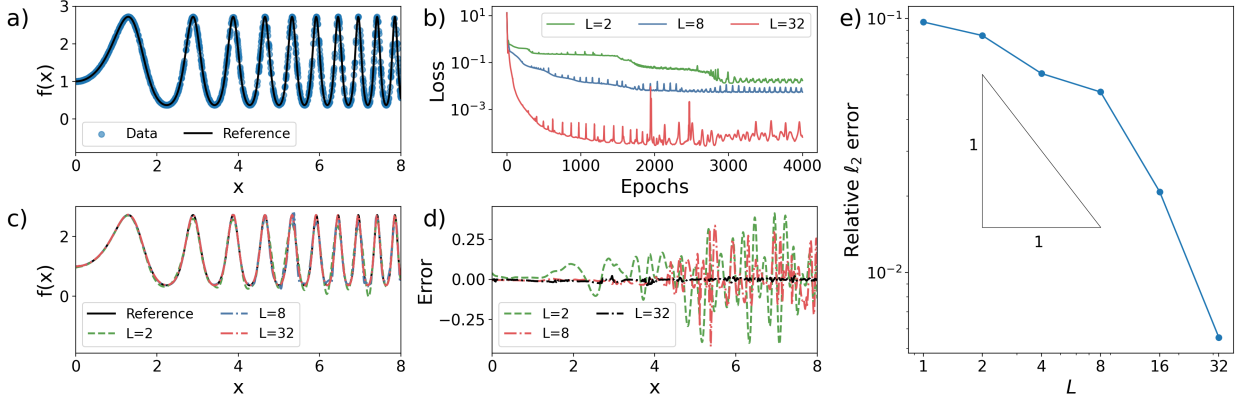 a)
f(x)
3
2
1
0
Data
Reference
0
2
4
6
8
x
b)
Loss
10¹
10⁻¹
10⁻³
L=2
L=8
L=32
0
1000
2000
3000
4000
Epochs
c)
f(x)
2
0
Reference
L=2
L=8
L=32
0
2
4
6
8
x
d)
Error
0.25
0.00
−0.25
L=2
L=8
L=32
0
2
4
6
8
x
e)
Relative ℓ₂ error
10⁻¹
10⁻²
1
1
1
2
4
8
16
32
L